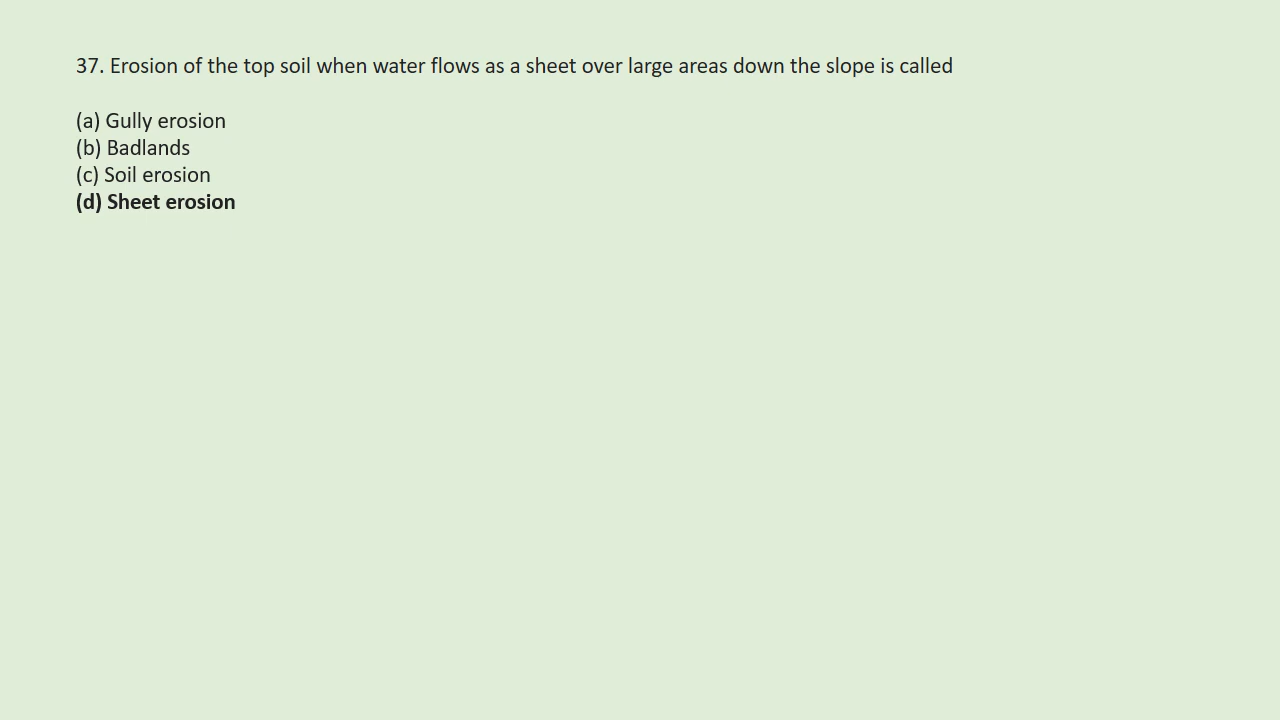 37. Erosion of the top soil when water flows as a sheet over large areas down the slope is called
(a) Gully erosion
(b) Badlands
(c) Soil erosion
(d) Sheet erosion